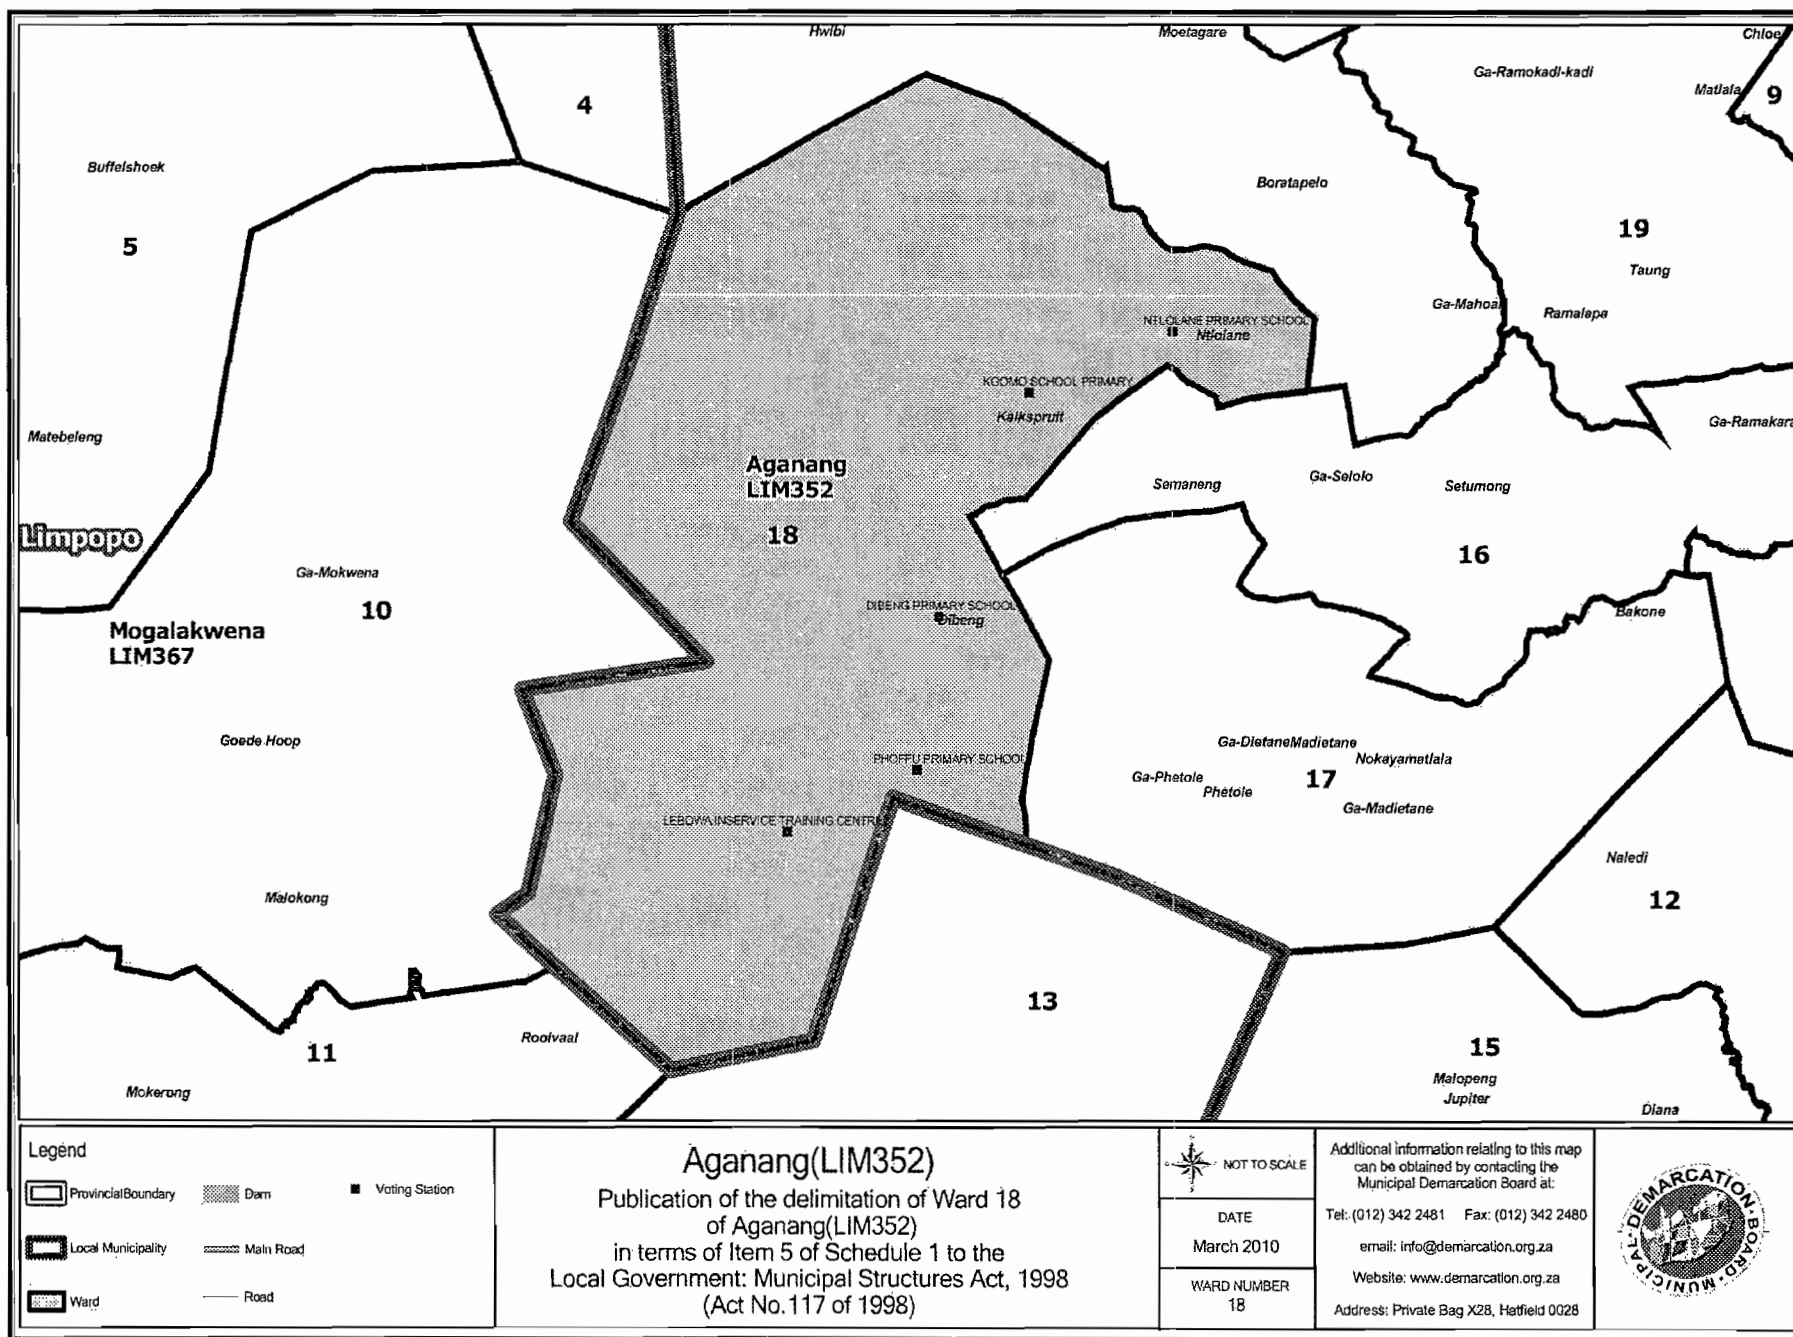 Hwibi
Moetagare
Chloe
Ga-Ramokadi-kadi
Matlala
9
4
Buffelshoek
Boratapelo
5
19
Taung
Ga-Mahoai
Ramalapa
NTLOLANE PRIMARY SCHOOL
Ntlolane
KGOMO SCHOOL PRIMARY
Kalkspruit
Ga-Ramakara
Matebeleng
Aganang
LIM352
Semaneng
Ga-Selolo
Setumong
18
Limpopo
16
Ga-Mokwena
10
DIBENG PRIMARY SCHOOL
Dibeng
Bakone
Mogalakwena
LIM367
Goede Hoop
Ga-DietaneMadietane
Nokayamatlala
PHOFFU PRIMARY SCHOOL
Ga-Phetole
17
Phetole
Ga-Madietane
LEBOWA INSERVICE TRAINING CENTRE
Naledi
Malokong
12
13
Rooivaal
11
15
Mokerong
Malopeng
Jupiter
Diana
Legend
ProvincialBoundary
Dam
Voting Station
Local Municipality
Main Road
Ward
Road
Aganang(LIM352)
Publication of the delimitation of Ward 18
of Aganang(LIM352)
in terms of Item 5 of Schedule 1 to the
Local Government: Municipal Structures Act, 1998
(Act No.117 of 1998)
NOT TO SCALE
DATE
March 2010
WARD NUMBER
18
Additional information relating to this map
can be obtained by contacting the
Municipal Demarcation Board at:
Tel: (012) 342 2481 Fax: (012) 342 2480
email: info@demarcation.org.za
Website: www.demarcation.org.za
Address: Private Bag X28, Hatfield 0028
MUNICIPAL DEMARCATION BOARD